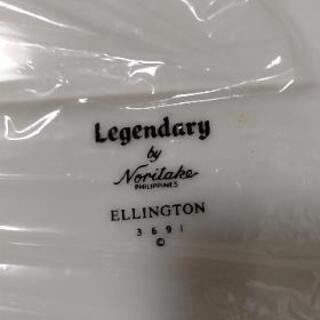 Legendary
by
Noritake
PHILIPPINES
ELLINGTON
3691
©